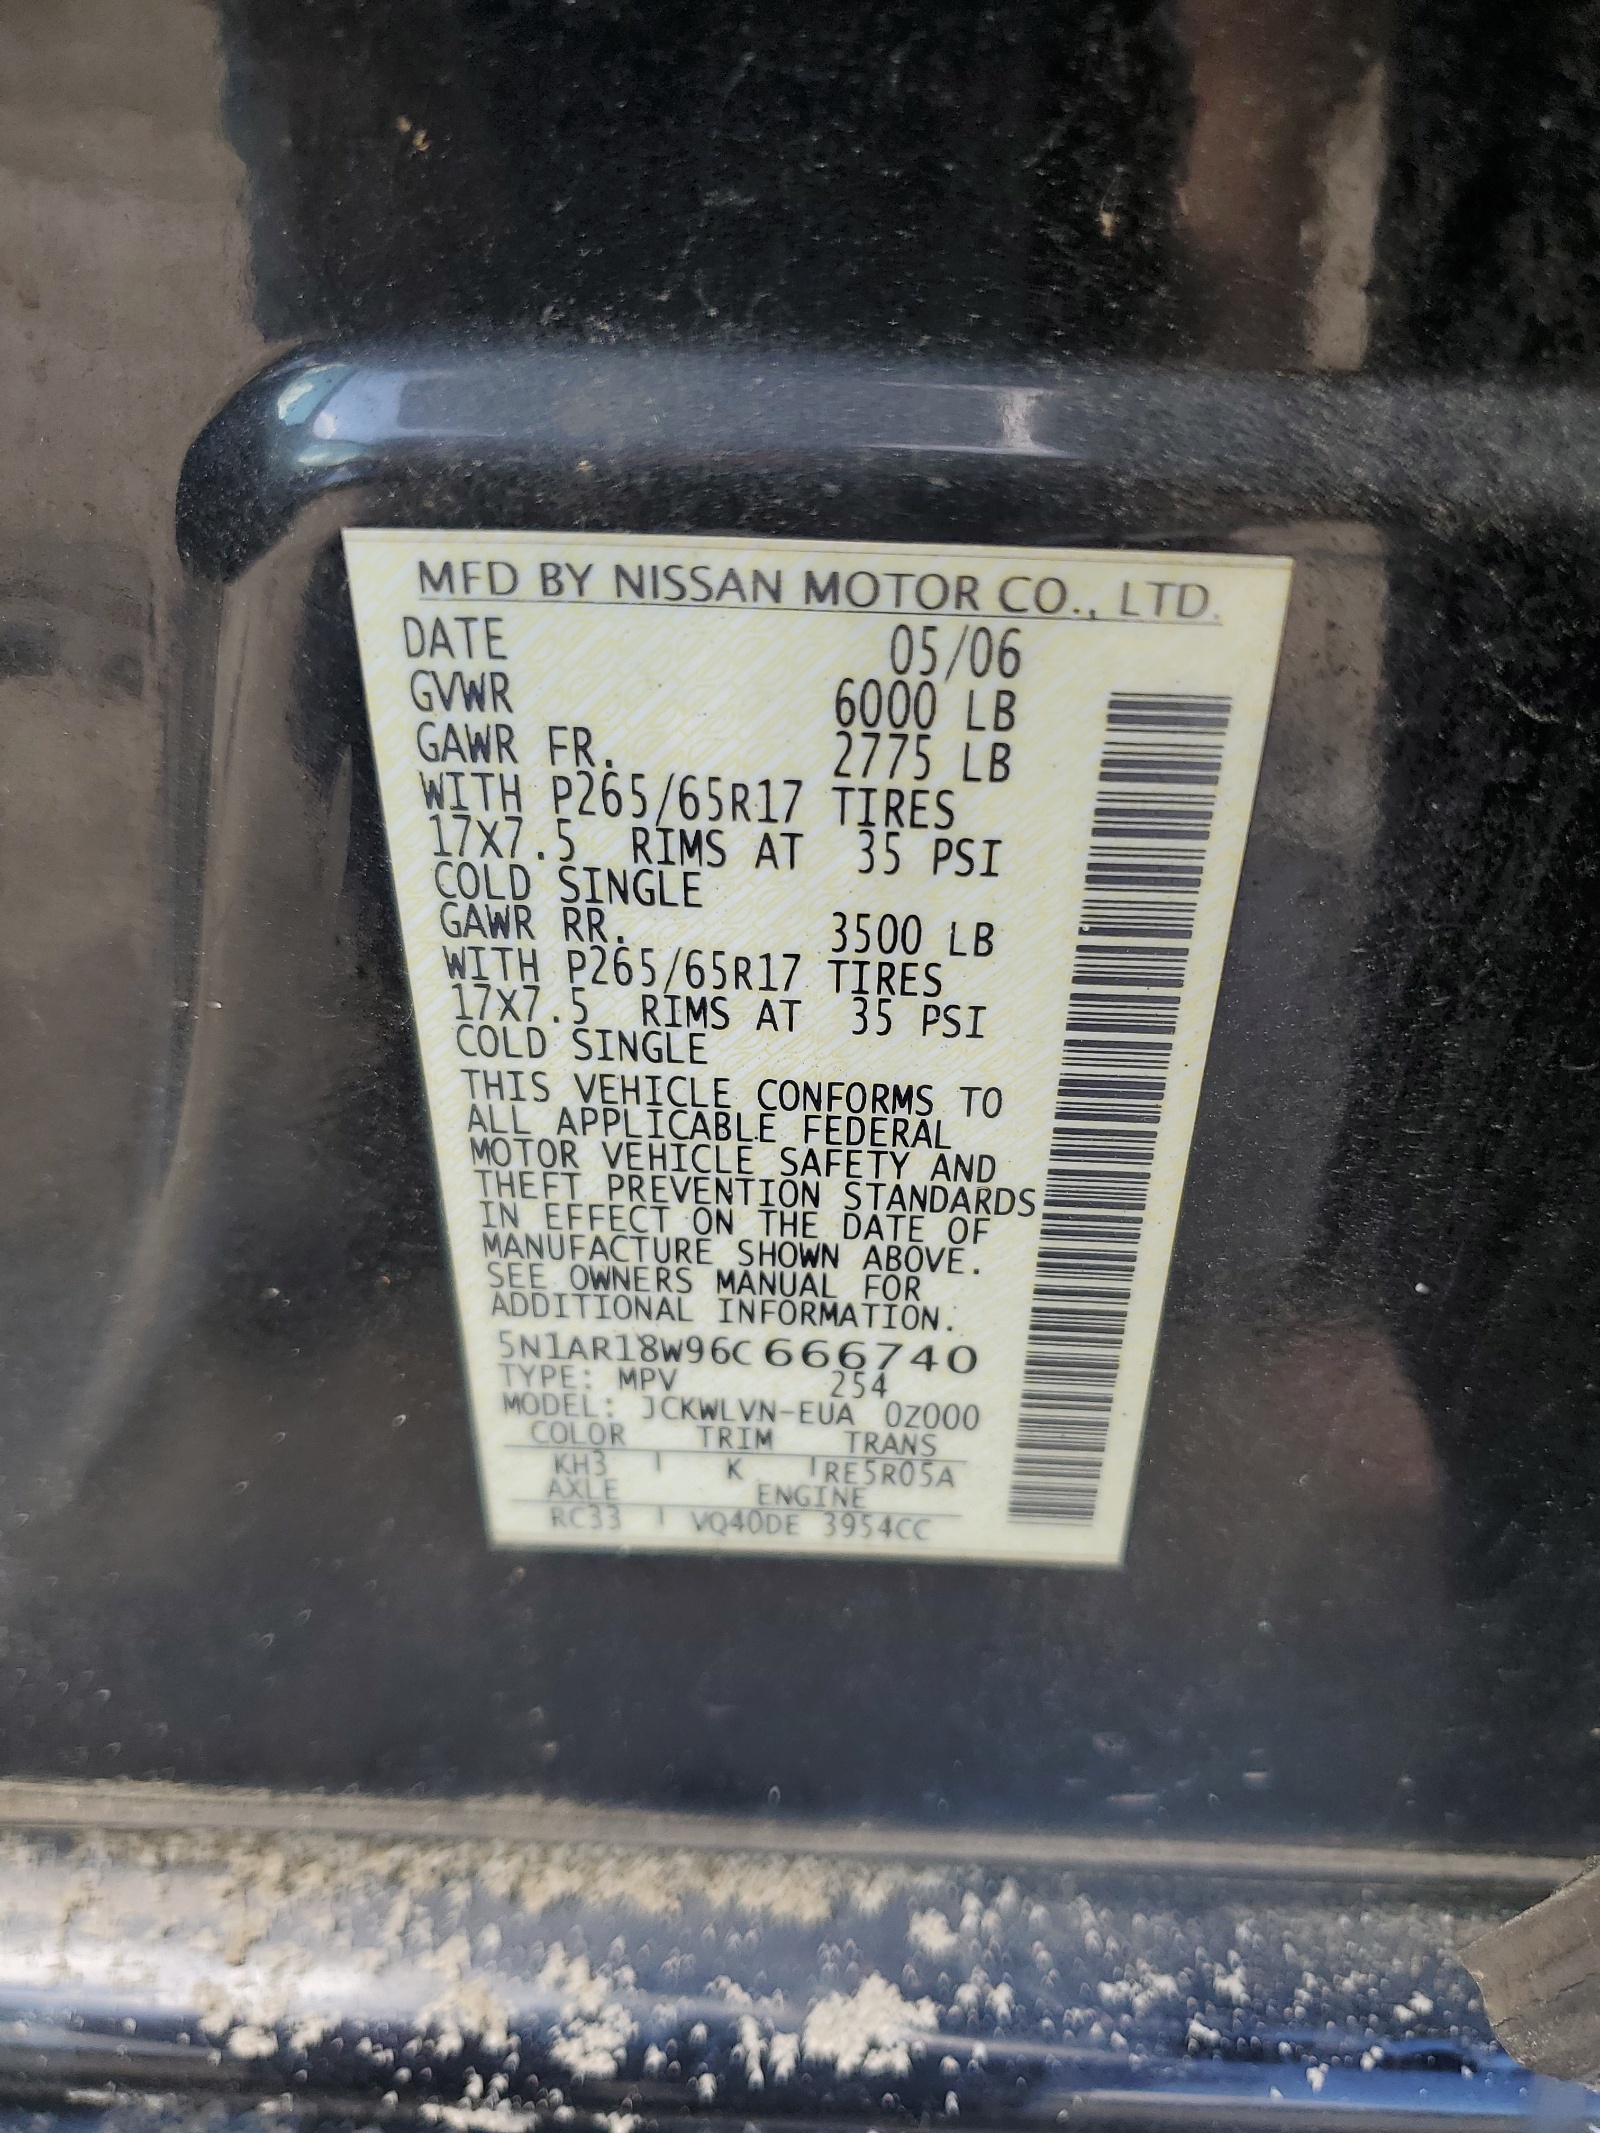 MFD BY NISSAN MOTOR CO., LTD.
DATE 05/06
GVWR 6000 LB
GAWR FR. 2775 LB
WITH P265/65R17 TIRES
17X7.5 RIMS AT 35 PSI
COLD SINGLE
GAWR RR. 3500 LB
WITH P265/65R17 TIRES
17X7.5 RIMS AT 35 PSI
COLD SINGLE
THIS VEHICLE CONFORMS TO
ALL APPLICABLE FEDERAL
MOTOR VEHICLE SAFETY AND
THEFT PREVENTION STANDARDS
IN EFFECT ON THE DATE OF
MANUFACTURE SHOWN ABOVE.
SEE OWNERS MANUAL FOR
ADDITIONAL INFORMATION.
5N1AR18W96C666740
TYPE: MPV 254
MODEL: JCKWLVN-EUA 0Z000
COLOR TRIM TRANS
KH3 K RE5R05A
AXLE ENGINE
RC33 VQ40DE 3954CC